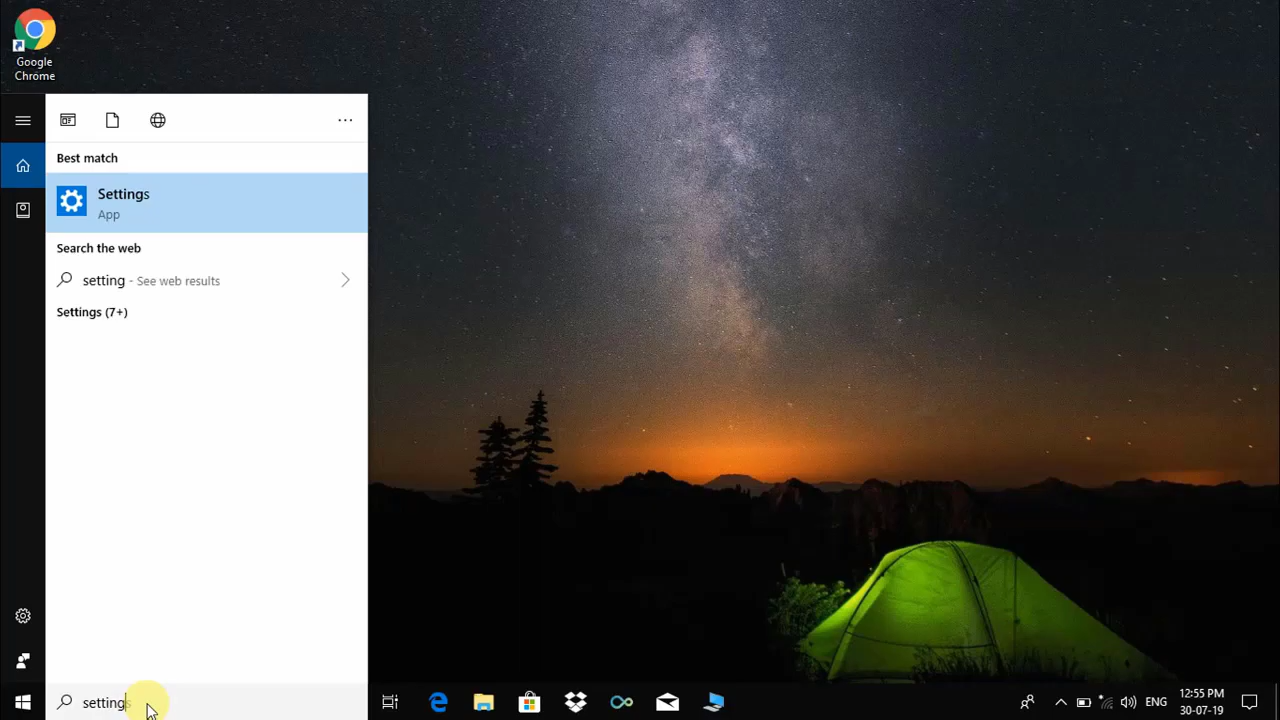 Google
Chrome
Best match
Settings
App
Search the web
setting - See web results
Settings (7+)
settings
ENG
12:55 PM
30-07-19